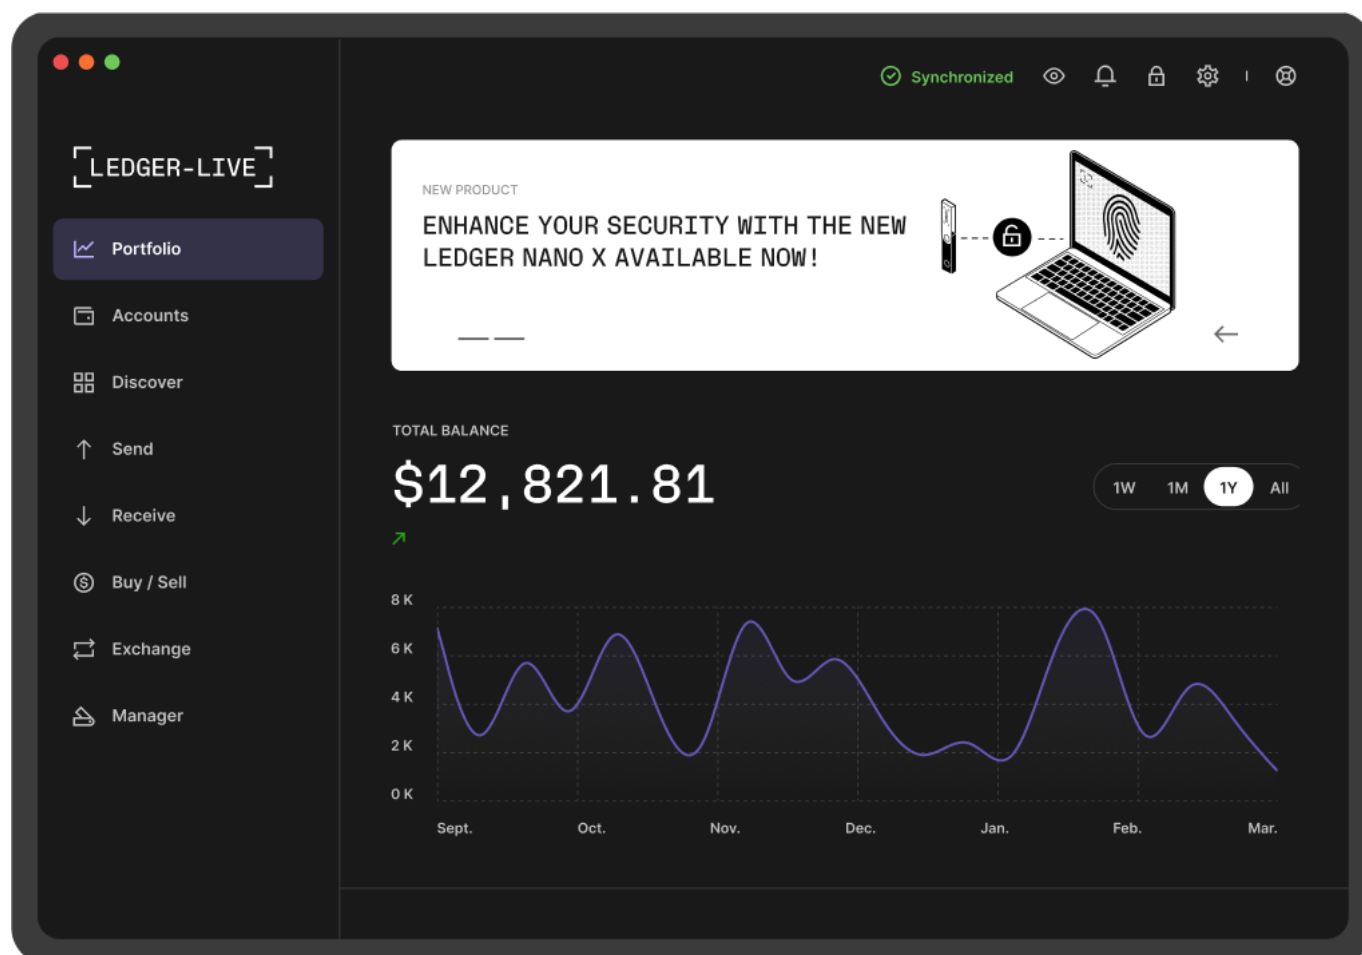 Synchronized
LEDGER-LIVE
Portfolio
Accounts
Discover
Send
Receive
Buy / Sell
Exchange
Manager
NEW PRODUCT
ENHANCE YOUR SECURITY WITH THE NEW
LEDGER NANO X AVAILABLE NOW!
TOTAL BALANCE
$12,821.81
1W 1M 1Y All
8 K
6 K
4 K
2 K
0 K
Sept. Oct. Nov. Dec. Jan. Feb. Mar.